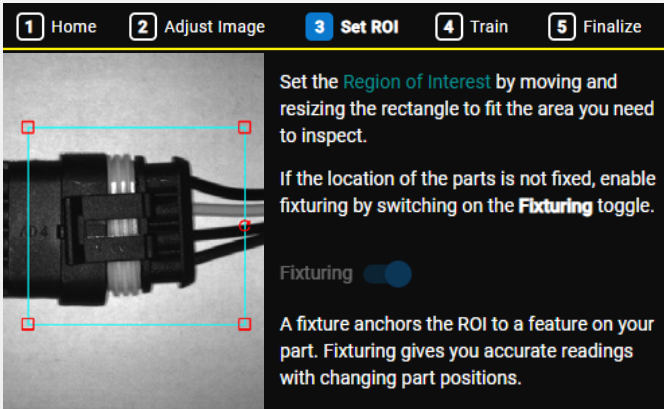 1 Home 2 Adjust Image 3 Set ROI 4 Train 5 Finalize
Set the Region of Interest by moving and
resizing the rectangle to fit the area you need
to inspect.
If the location of the parts is not fixed, enable
fixturing by switching on the Fixturing toggle.
Fixturing
A fixture anchors the ROI to a feature on your
part. Fixturing gives you accurate readings
with changing part positions.